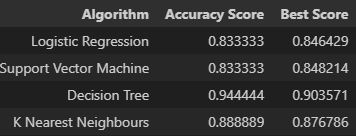 Algorithm Accuracy Score Best Score
Logistic Regression 0.833333 0.846429
Support Vector Machine 0.833333 0.848214
Decision Tree 0.944444 0.903571
K Nearest Neighbours 0.888889 0.876786